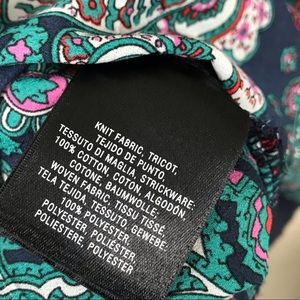 KNIT FABRIC, TRICOT,
TEJIDO DE PUNTO,
TESSUTO DI MAGLIA, STRICKWARE:
100% COTTON, COTON, ALGODON,
COTONE, BAUMWOLLE;
WOVEN FABRIC, TISSU TISSÉ,
TELA TEJIDA, TESSUTO, GEWEBE:
100% POLYESTER,
POLYESTER, POLIÉSTER,
POLIESTERE, POLYESTER